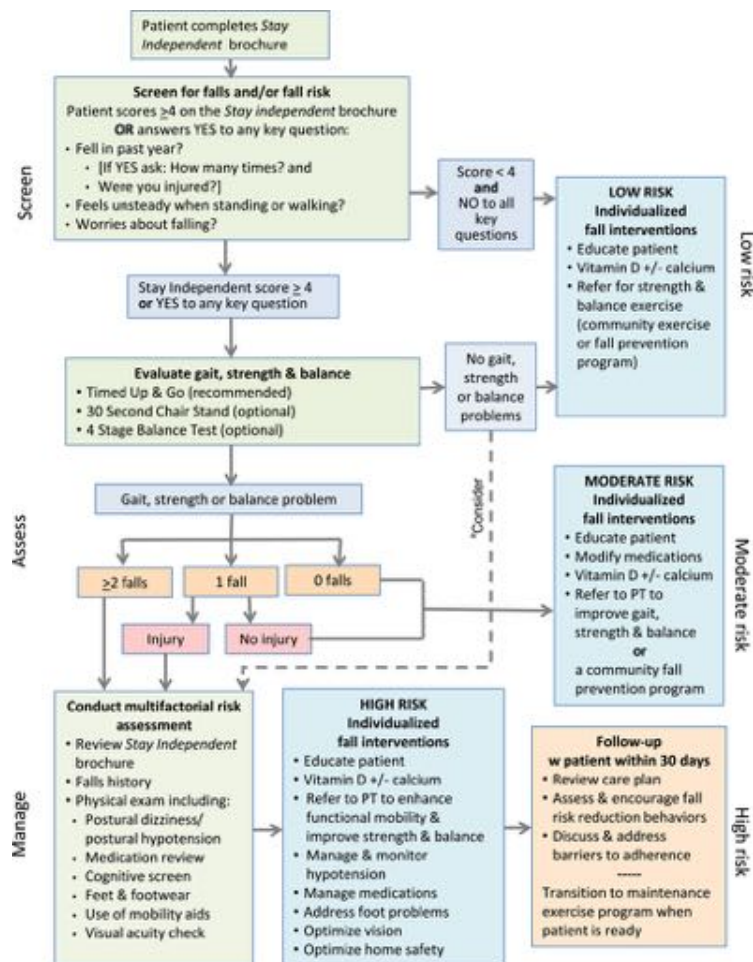 Patient completes Stay
Independent brochure
Screen for falls and/or fall risk
Patient scores ≥4 on the Stay independent brochure
OR answers YES to any key question:
• Fell in past year?
• [If YES ask: How many times? and
• Were you injured?]
• Feels unsteady when standing or walking?
• Worries about falling?
Screen
Score < 4
and
NO to all
key
questions
LOW RISK
Individualized
fall interventions
• Educate patient
• Vitamin D +/- calcium
• Refer for strength &
balance exercise
(community exercise
or fall prevention
program)
Low risk
Stay Independent score ≥ 4
or YES to any key question
Evaluate gait, strength & balance
• Timed Up & Go (recommended)
• 30 Second Chair Stand (optional)
• 4 Stage Balance Test (optional)
No gait,
strength
or balance
problems
Assess
Gait, strength or balance problem
"Consider
≥2 falls
1 fall
0 falls
Injury
No injury
MODERATE RISK
Individualized
fall interventions
• Educate patient
• Modify medications
• Vitamin D +/- calcium
• Refer to PT to
improve gait,
strength & balance
or
a community fall
prevention program
Moderate risk
Manage
Conduct multifactorial risk
assessment
• Review Stay Independent
brochure
• Falls history
• Physical exam including:
• Postural dizziness/
postural hypotension
• Medication review
• Cognitive screen
• Feet & footwear
• Use of mobility aids
• Visual acuity check
HIGH RISK
Individualized
fall interventions
• Educate patient
• Vitamin D +/- calcium
• Refer to PT to enhance
functional mobility &
improve strength & balance
• Manage & monitor
hypotension
• Manage medications
• Address foot problems
• Optimize vision
• Optimize home safety
Follow-up
w patient within 30 days
• Review care plan
• Assess & encourage fall
risk reduction behaviors
• Discuss & address
barriers to adherence
-----
Transition to maintenance
exercise program when
patient is ready
High risk